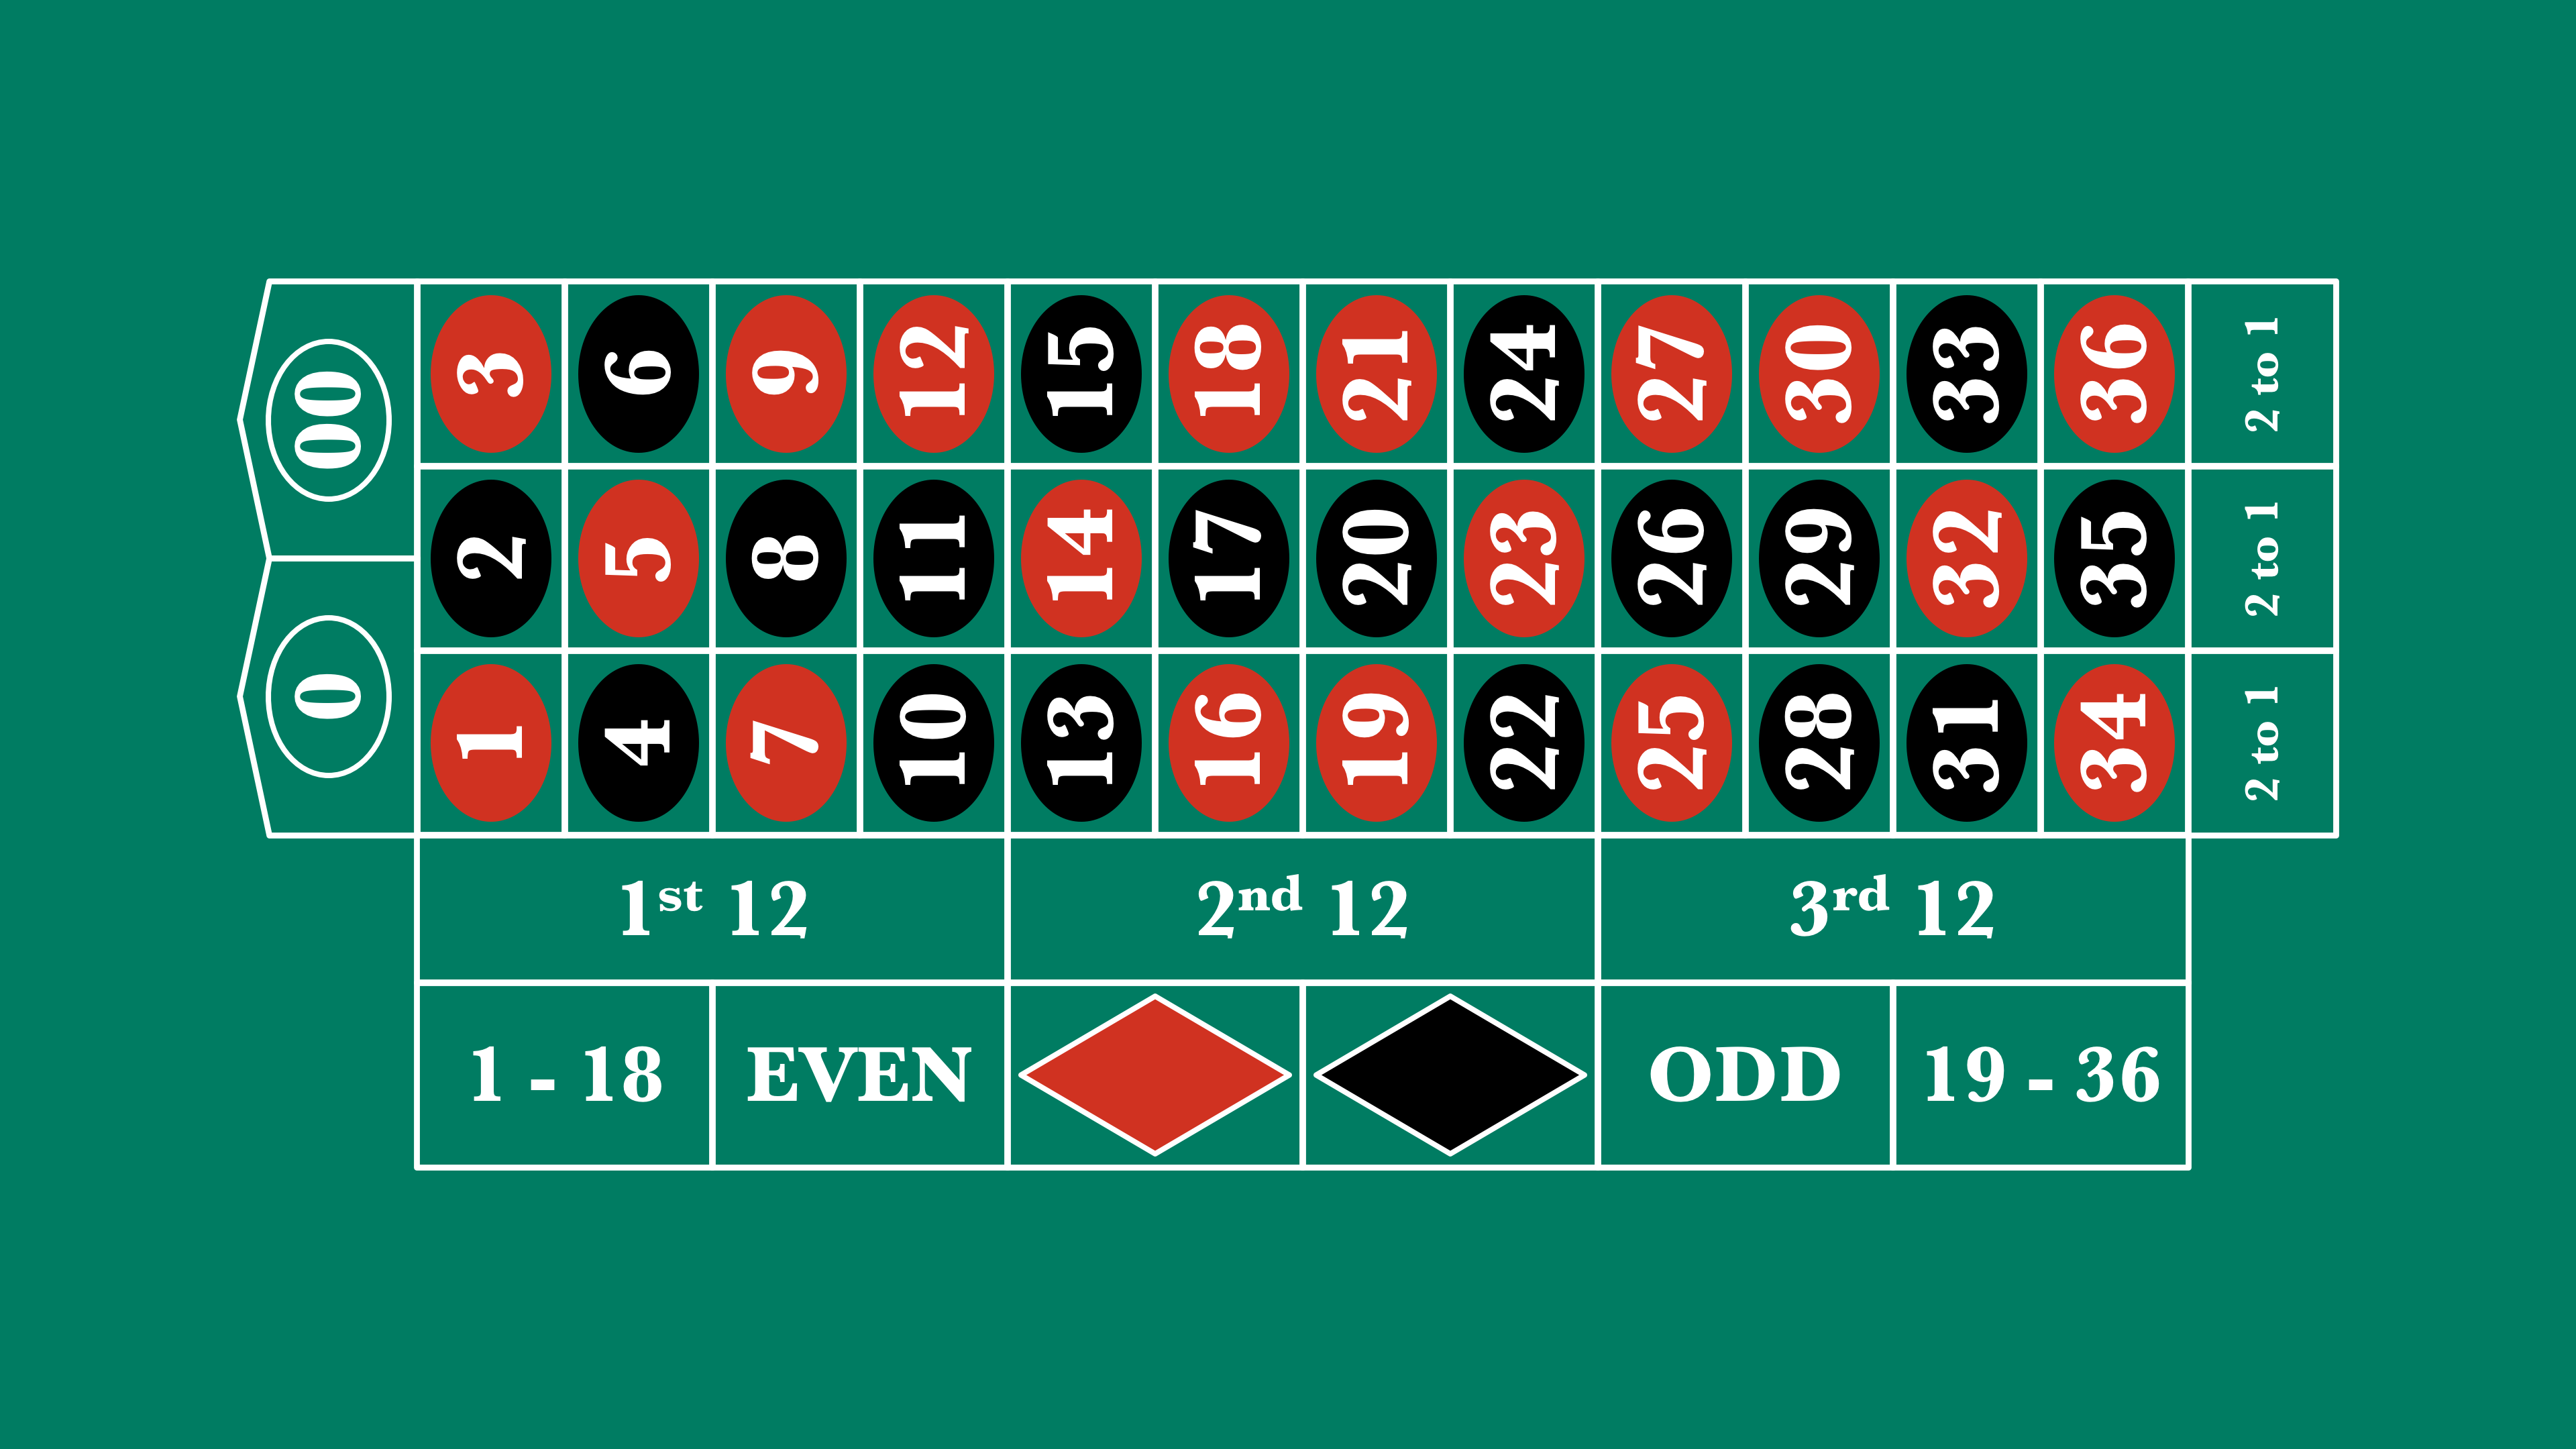 00 3 6 9 12 15 18 21 24 27 30 33 36 2 to 1
2 5 8 11 14 17 20 23 26 29 32 35 2 to 1
0 1 4 7 10 13 16 19 22 25 28 31 34 2 to 1
1st 12 2nd 12 3rd 12
1 - 18 EVEN ODD 19 - 36